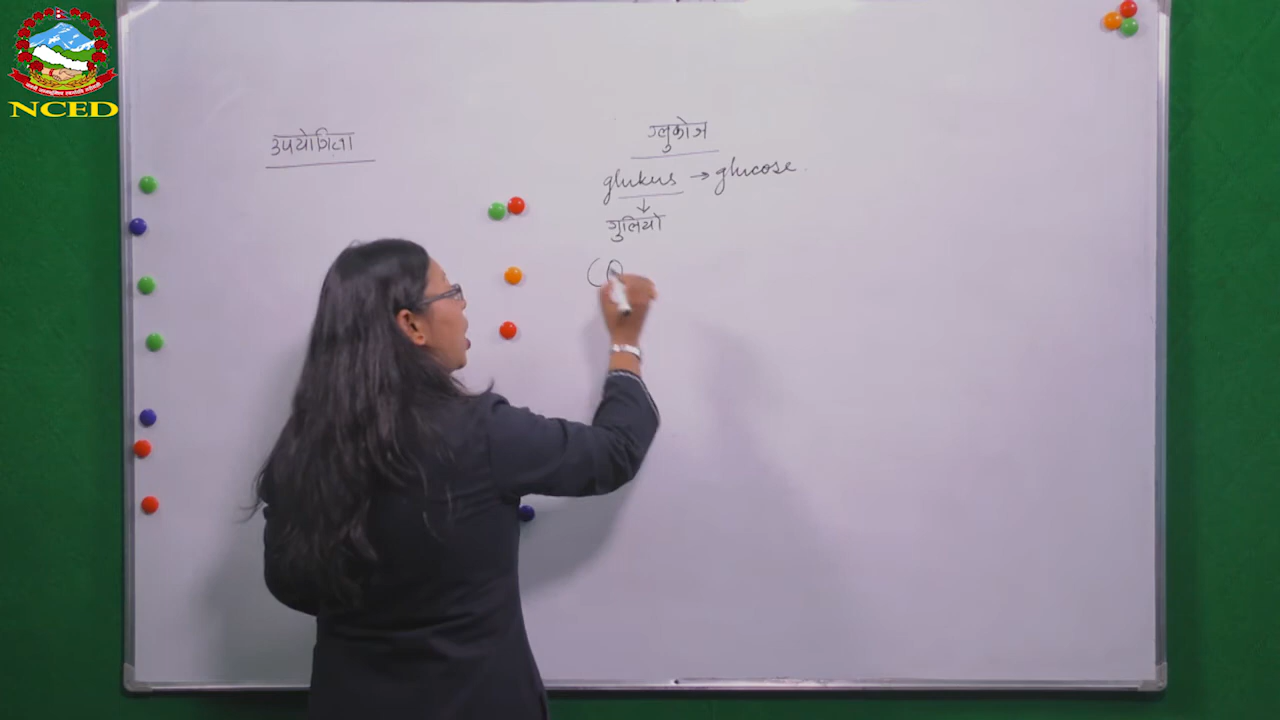 NCED
उपयोगिता
ग्लुकोज
glukus → glucose
↓
गुलियो